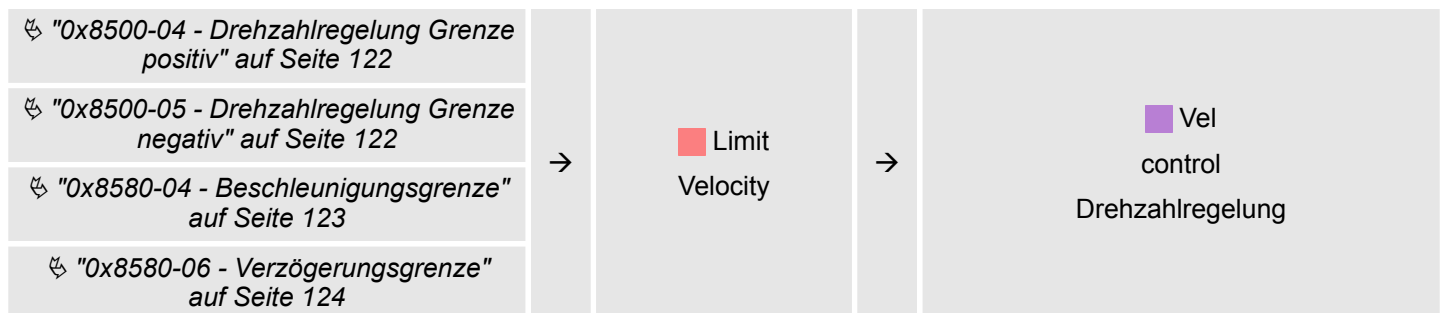 "0x8500-04 - Drehzahlregelung Grenze
positiv" auf Seite 122
"0x8500-05 - Drehzahlregelung Grenze
negativ" auf Seite 122
"0x8580-04 - Beschleunigungsgrenze"
auf Seite 123
"0x8580-06 - Verzögerungsgrenze"
auf Seite 124
→
Limit
Velocity
→
Vel
control
Drehzahlregelung